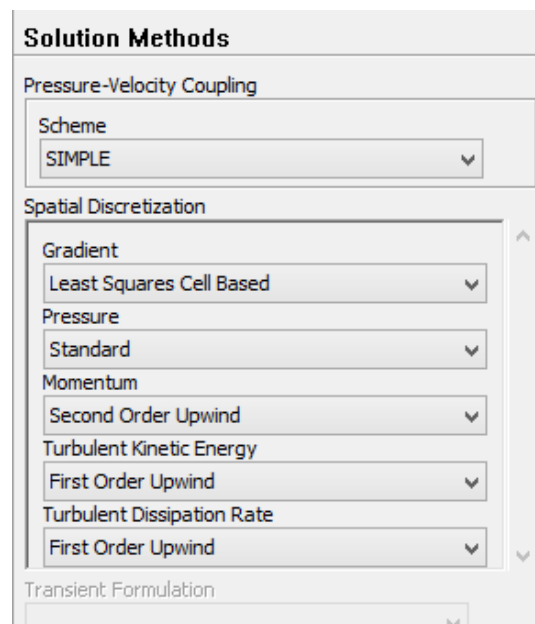 Solution Methods
Pressure-Velocity Coupling
Scheme
SIMPLE
Spatial Discretization
Gradient
Least Squares Cell Based
Pressure
Standard
Momentum
Second Order Upwind
Turbulent Kinetic Energy
First Order Upwind
Turbulent Dissipation Rate
First Order Upwind
Transient Formulation